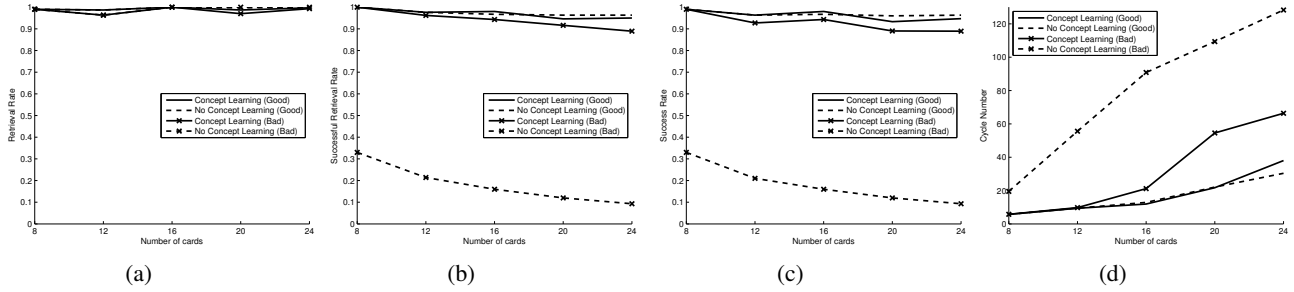 1
0.9
0.8
0.7
0.6
0.5
0.4
0.3
0.2
0.1
0
Retrieval Rate
Concept Learning (Good)
No Concept Learning (Good)
Concept Learning (Bad)
No Concept Learning (Bad)
8 12 16 20 24
Number of cards
(a)
1
0.9
0.8
0.7
0.6
0.5
0.4
0.3
0.2
0.1
0
Successful Retrieval Rate
Concept Learning (Good)
No Concept Learning (Good)
Concept Learning (Bad)
No Concept Learning (Bad)
8 12 16 20 24
Number of cards
(b)
1
0.9
0.8
0.7
0.6
0.5
0.4
0.3
0.2
0.1
0
Success Rate
Concept Learning (Good)
No Concept Learning (Good)
Concept Learning (Bad)
No Concept Learning (Bad)
8 12 16 20 24
Number of cards
(c)
120
100
80
60
40
20
0
Cycle Number
Concept Learning (Good)
No Concept Learning (Good)
Concept Learning (Bad)
No Concept Learning (Bad)
8 12 16 20 24
Number of cards
(d)